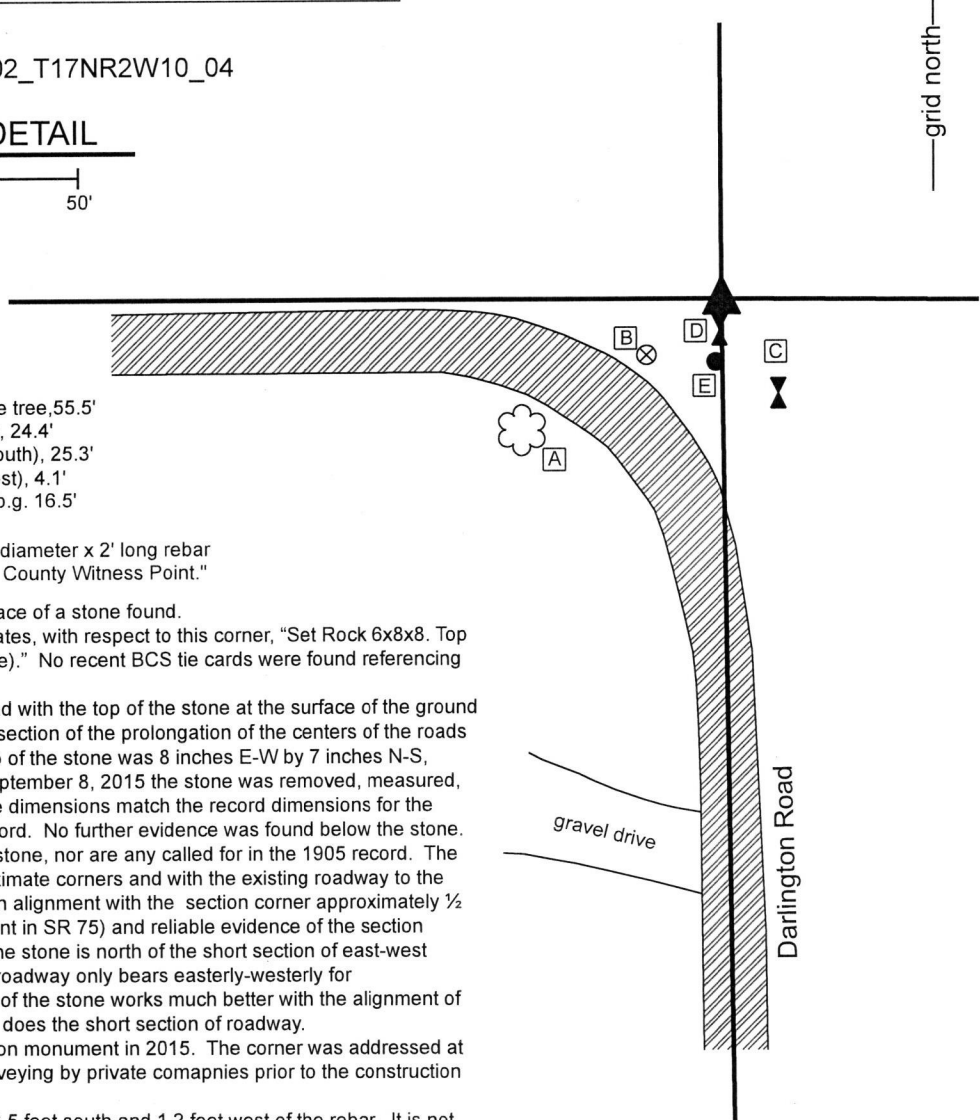 02_T17NR2W10_04
DETAIL
50'
grid north
B
D
C
E
A
e tree,55.5'
, 24.4'
outh), 25.3'
st), 4.1'
o.g. 16.5'
diameter x 2' long rebar
County Witness Point."
ace of a stone found.
ates, with respect to this corner, “Set Rock 6x8x8. Top
e).” No recent BCS tie cards were found referencing
d with the top of the stone at the surface of the ground
section of the prolongation of the centers of the roads
o of the stone was 8 inches E-W by 7 inches N-S,
eptember 8, 2015 the stone was removed, measured,
e dimensions match the record dimensions for the
ord. No further evidence was found below the stone.
stone, nor are any called for in the 1905 record. The
ximate corners and with the existing roadway to the
n alignment with the section corner approximately ½
nt in SR 75) and reliable evidence of the section
he stone is north of the short section of east-west
roadway only bears easterly-westerly for
of the stone works much better with the alignment of
does the short section of roadway.
on monument in 2015. The corner was addressed at
veying by private comapnies prior to the construction
.5 feet south and 1.2 feet west of the rebar. It is not
gravel drive
Darlington Road